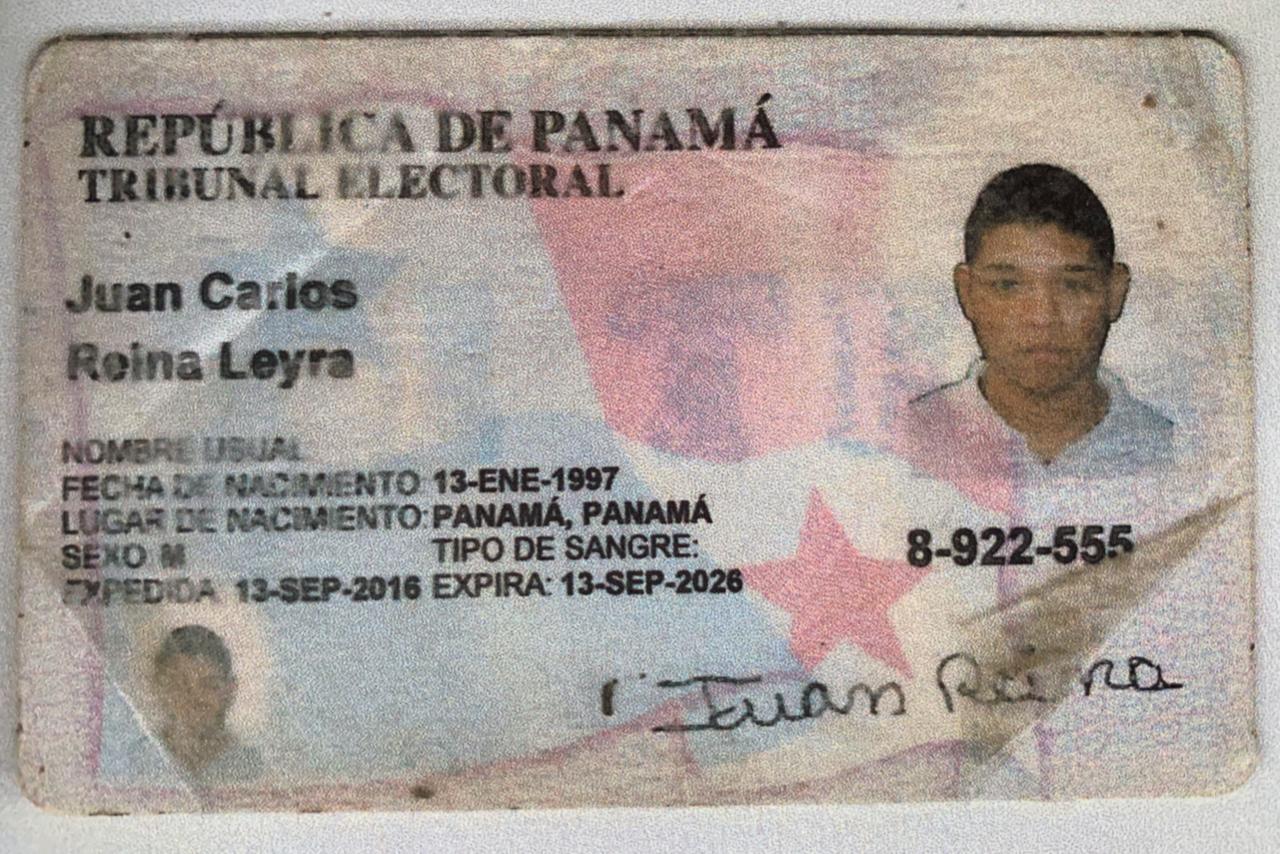 REPÚBLICA DE PANAMÁ
TRIBUNAL ELECTORAL
Juan Carlos
Reina Leyra
NOMBRE USUAL
FECHA DE NACIMIENTO: 13-ENE-1997
LUGAR DE NACIMIENTO: PANAMÁ, PANAMÁ
SEXO: M TIPO DE SANGRE:
EXPEDIDA: 13-SEP-2016 EXPIRA: 13-SEP-2026
8-922-555
Juan Reina